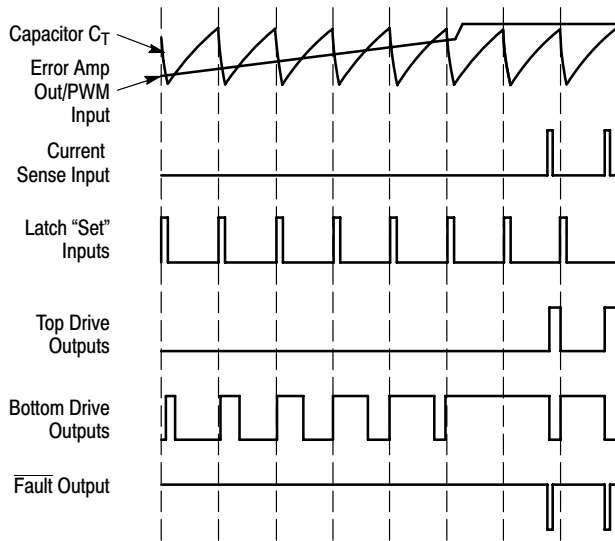 Capacitor CT
Error Amp
Out/PWM
Input
Current
Sense Input
Latch “Set”
Inputs
Top Drive
Outputs
Bottom Drive
Outputs
Fault Output